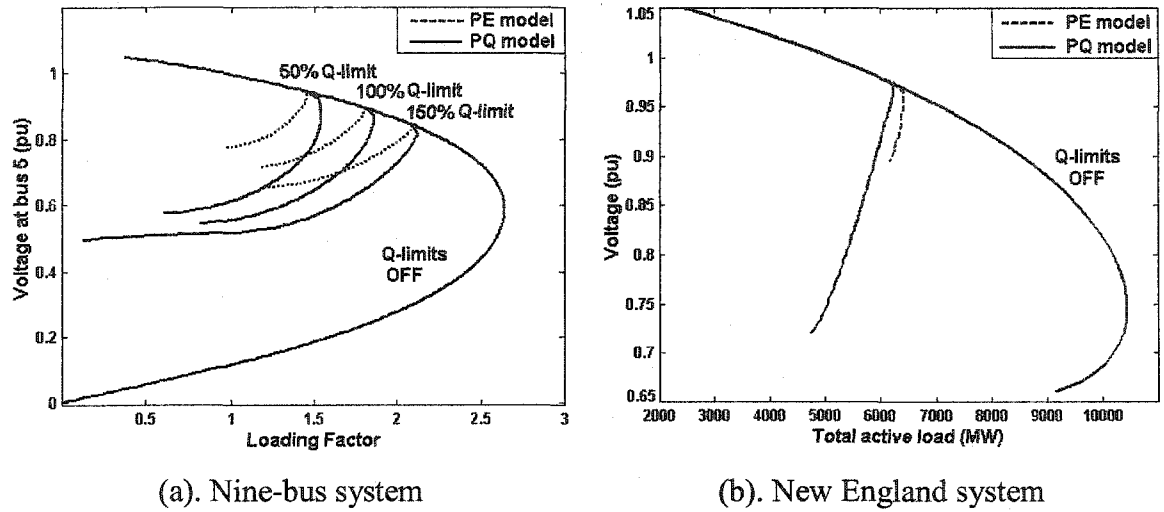 PE model
PQ model
50% Q-limit
100% Q-limit
150% Q-limit
Q-limits
OFF
Voltage at bus 5 (pu)
1
0.8
0.6
0.4
0.2
0
0.5
1
1.5
2
2.5
3
Loading Factor
(a). Nine-bus system
PE model
PQ model
Q-limits
OFF
Voltage (pu)
1.05
1
0.95
0.9
0.85
0.8
0.75
0.7
0.65
2000
3000
4000
5000
6000
7000
8000
9000
10000
Total active load (MW)
(b). New England system